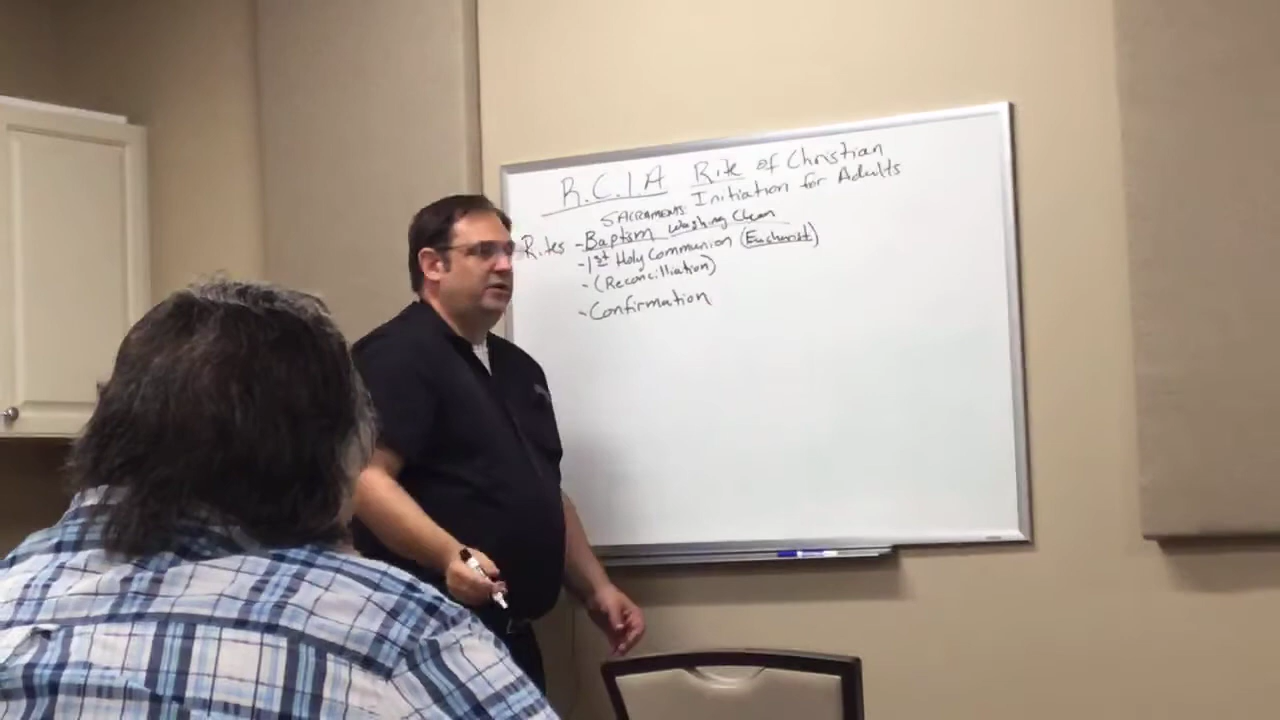 R.C.I.A Rite of Christian
Initiation for Adults
SACRAMENTS
Rites - Baptism Washing Clean
- 1st Holy Communion (Eucharist)
- (Reconcilliation)
- Confirmation